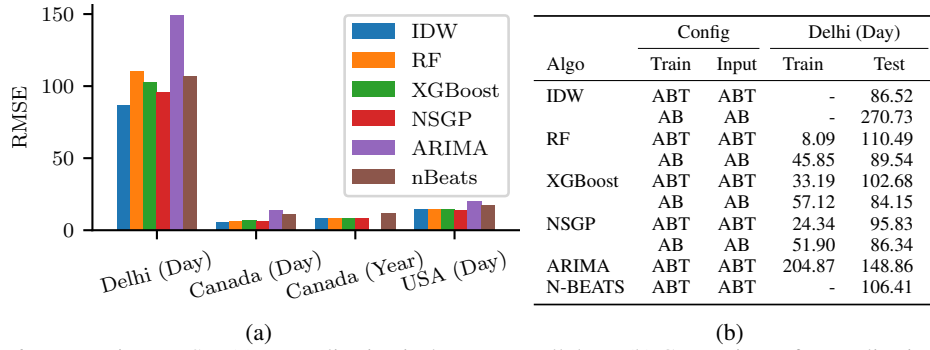 150
100
50
0
RMSE
IDW
RF
XGBoost
NSGP
ARIMA
nBeats
Delhi (Day)
Canada (Day)
Canada (Year)
USA (Day)
(a)
Config Delhi (Day)
Algo Train Input Train Test
IDW ABT ABT - 86.52
AB AB - 270.73
RF ABT ABT 8.09 110.49
AB AB 45.85 89.54
XGBoost ABT ABT 33.19 102.68
AB AB 57.12 84.15
NSGP ABT ABT 24.34 95.83
AB AB 51.90 86.34
ARIMA ABT ABT 204.87 148.86
N-BEATS ABT ABT - 106.41
(b)